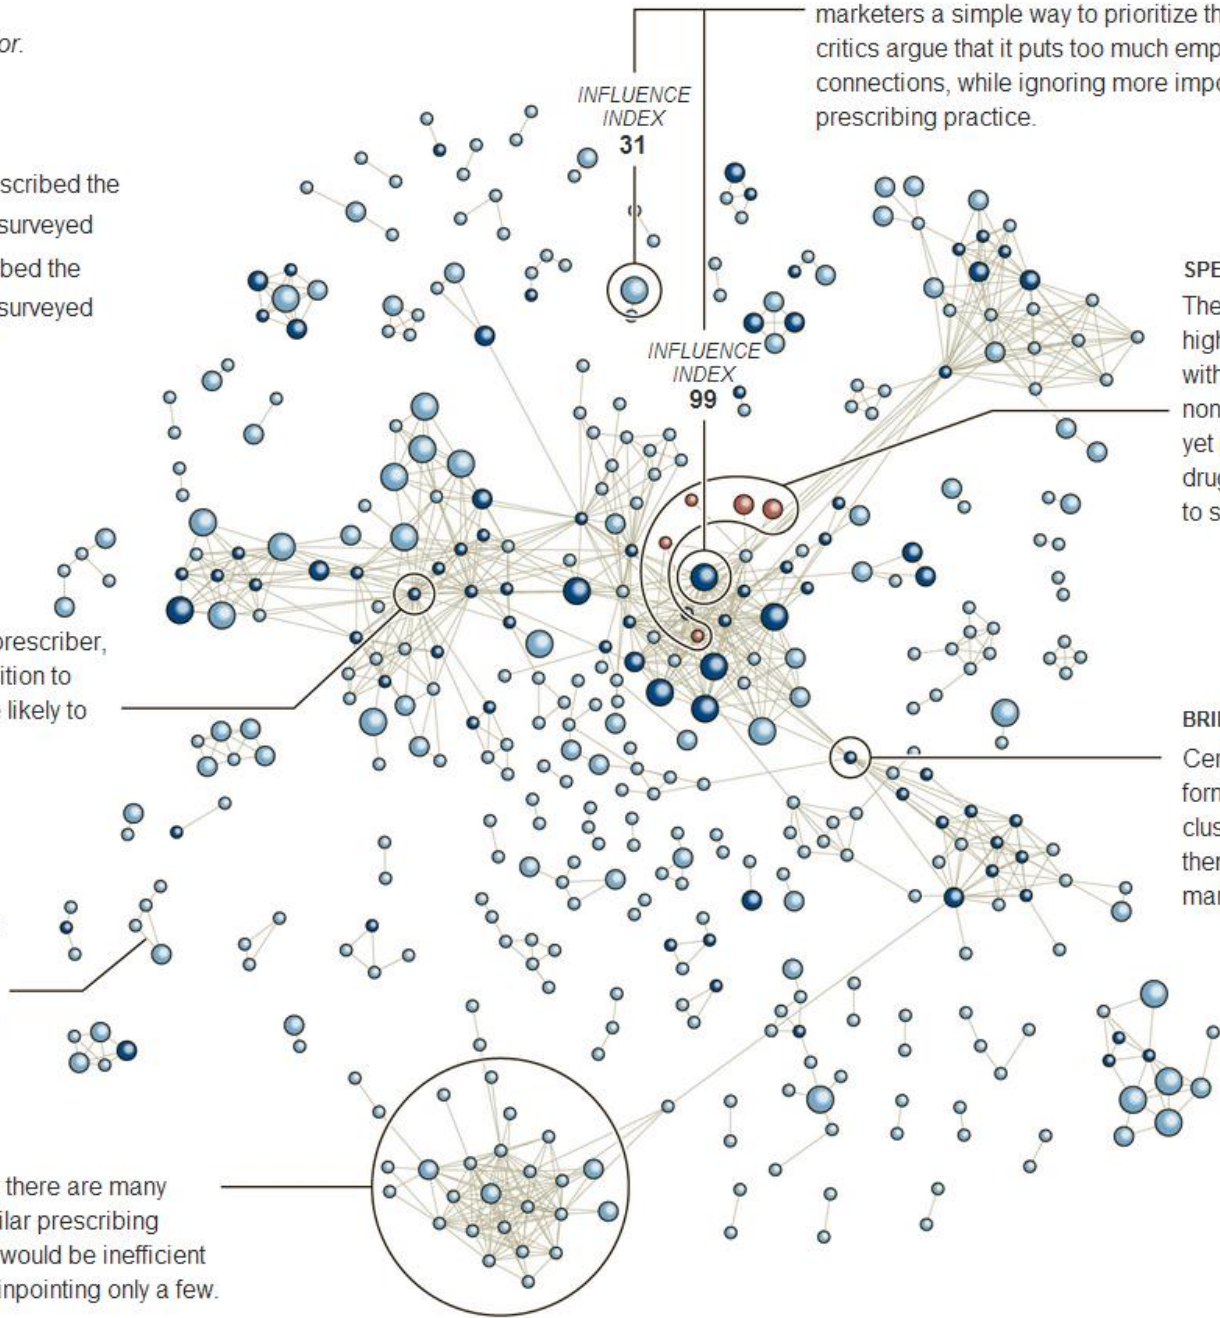 marketers a simple way to prioritize th
critics argue that it puts too much emp
connections, while ignoring more impo
prescribing practice.
or.
INFLUENCE
INDEX
31
scribed the
surveyed
bed the
surveyed
INFLUENCE
INDEX
99
SPE
The
high
with
non
yet
drug
to s
prescriber,
ition to
likely to
BRI
Cer
form
clus
ther
mar
there are many
ilar prescribing
would be inefficient
inpointing only a few.